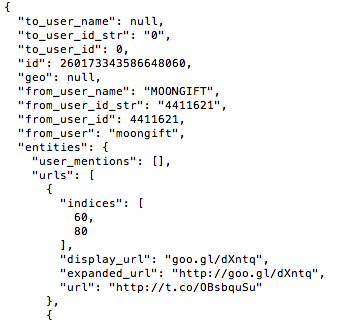 {
  "to_user_name": null,
  "to_user_id_str": "0",
  "to_user_id": 0,
  "id": 260173343586648060,
  "geo": null,
  "from_user_name": "MOONGIFT",
  "from_user_id_str": "4411621",
  "from_user_id": 4411621,
  "from_user": "moongift",
  "entities": {
    "user_mentions": [],
    "urls": [
      {
        "indices": [
          60,
          80
        ],
        "display_url": "goo.gl/dXntq",
        "expanded_url": "http://goo.gl/dXntq",
        "url": "http://t.co/OBsbquSu"
      },
      {